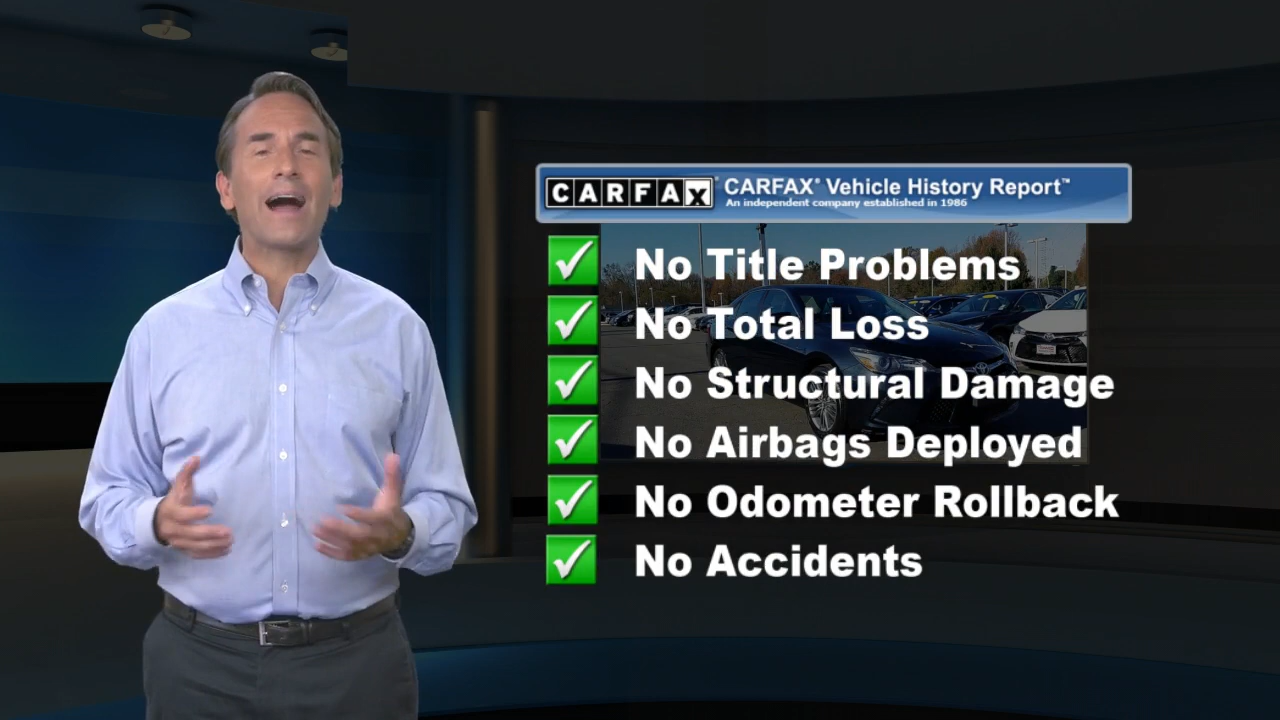 CARFAX CARFAX® Vehicle History Report™
An independent company established in 1986
No Title Problems
No Total Loss
No Structural Damage
No Airbags Deployed
No Odometer Rollback
No Accidents